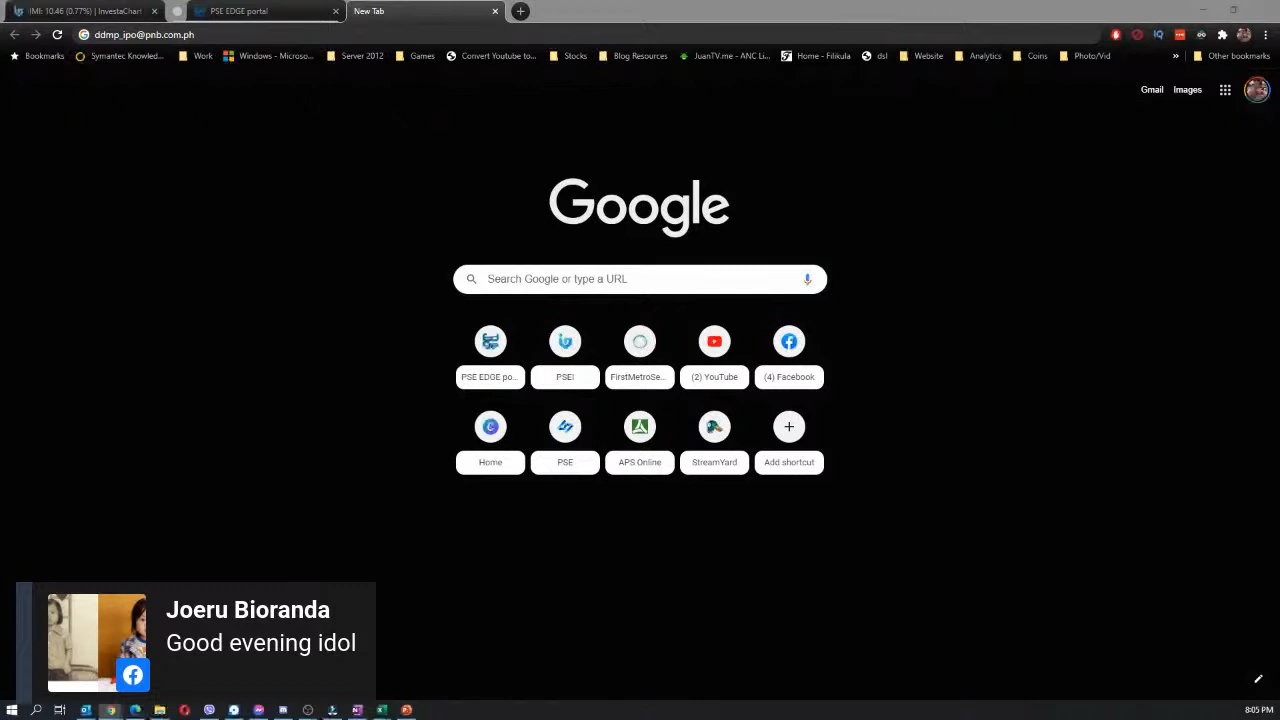 IMI: 10.46 (0.77%) | InvestaChart
PSE EDGE portal
New Tab
ddmp_ipo@pnb.com.ph
Bookmarks
Symantec Knowled...
Work
Windows - Microso...
Server 2012
Games
Convert Youtube to...
Stocks
Blog Resources
JuanTV.me - ANC Li...
Home - Filikula
dsl
Website
Analytics
Coins
Photo/Vid
»
Other bookmarks
Gmail
Images
Google
Search Google or type a URL
PSE EDGE po...
PSEI
FirstMetroSe...
(2) YouTube
(4) Facebook
Home
PSE
APS Online
StreamYard
Add shortcut
Joeru Bioranda
Good evening idol
8:05 PM